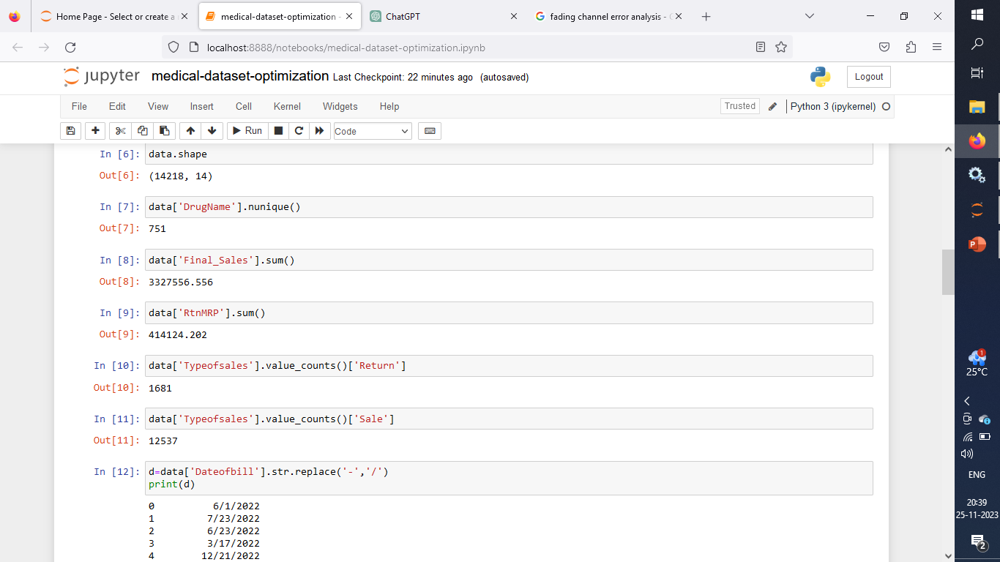 Home Page - Select or create a
medical-dataset-optimization -
ChatGPT
fading channel error analysis -
localhost:8888/notebooks/medical-dataset-optimization.ipynb
jupyter medical-dataset-optimization Last Checkpoint: 22 minutes ago (autosaved)
Logout
File Edit View Insert Cell Kernel Widgets Help
Trusted
Python 3 (ipykernel)
Run
Code
In [6]: data.shape
Out[6]: (14218, 14)
In [7]: data['DrugName'].nunique()
Out[7]: 751
In [8]: data['Final_Sales'].sum()
Out[8]: 3327556.556
In [9]: data['RtnMRP'].sum()
Out[9]: 414124.202
In [10]: data['Typeofsales'].value_counts()['Return']
Out[10]: 1681
In [11]: data['Typeofsales'].value_counts()['Sale']
Out[11]: 12537
In [12]: d=data['Dateofbill'].str.replace('-','/')
print(d)
0 6/1/2022
1 7/23/2022
2 6/23/2022
3 3/17/2022
4 12/21/2022
P
1
25°C
ENG
20:39
25-11-2023
2